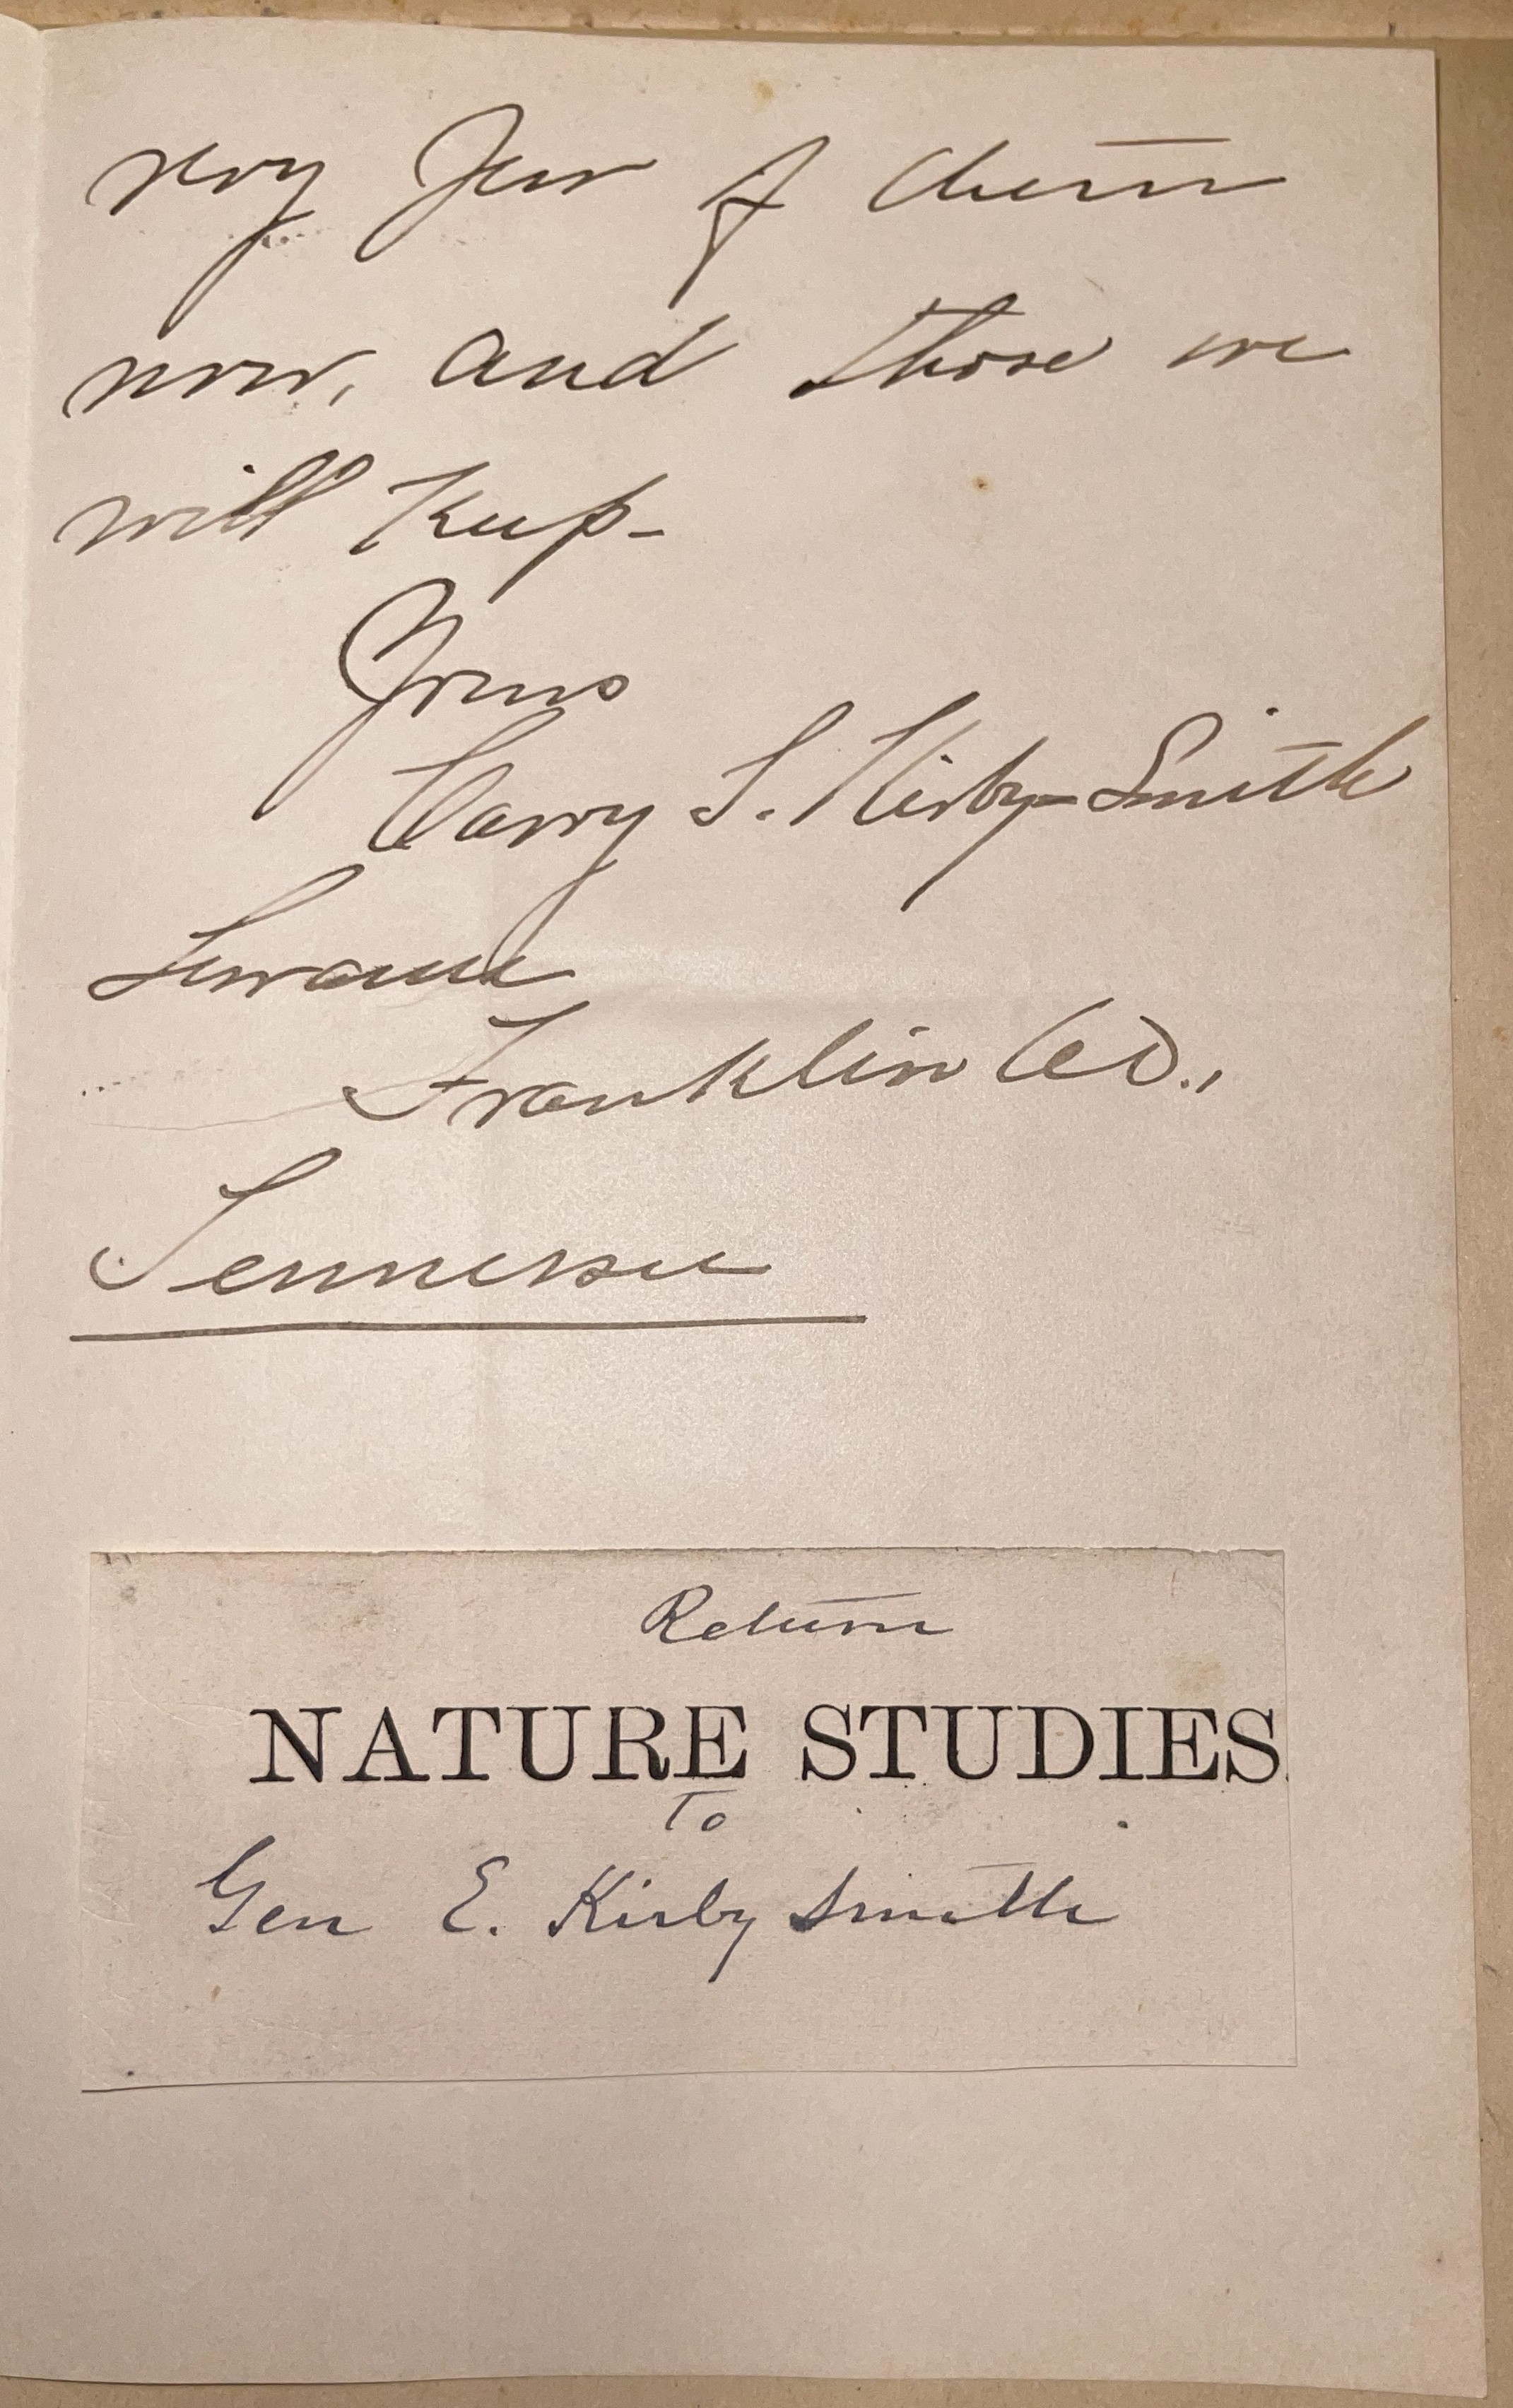 very few of them
now, and those we
will keep-
Yours
Carry S. Kirby-Smith
Sewanee
Franklin Co.,
Tennessee
Return
NATURE STUDIES.
To
Gen E. Kirby Smith